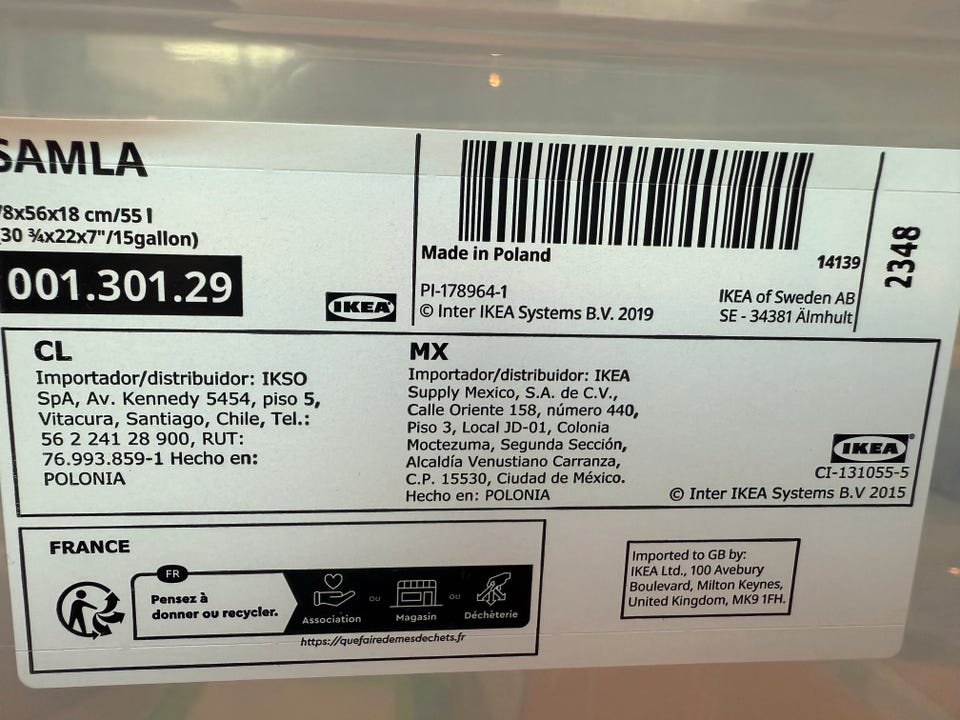 SAMLA
78x56x18 cm/55 l
(30 ¾x22x7"/15gallon)
001.301.29
IKEA
Made in Poland
14139
PI-178964-1
© Inter IKEA Systems B.V. 2019
IKEA of Sweden AB
SE - 34381 Älmhult
2348
CL
Importador/distribuidor: IKSO
SpA, Av. Kennedy 5454, piso 5,
Vitacura, Santiago, Chile, Tel.:
56 2 241 28 900, RUT:
76.993.859-1 Hecho en:
POLONIA
MX
Importador/distribuidor: IKEA
Supply Mexico, S.A. de C.V.,
Calle Oriente 158, número 440,
Piso 3, Local JD-01, Colonia
Moctezuma, Segunda Sección,
Alcaldía Venustiano Carranza,
C.P. 15530, Ciudad de México.
Hecho en: POLONIA
IKEA
CI-131055-5
© Inter IKEA Systems B.V 2015
FRANCE
FR
Pensez à
donner ou recycler.
Association
OU
Magasin
OU
Déchèterie
https://quefairedemesdechets.fr
Imported to GB by:
IKEA Ltd., 100 Avebury
Boulevard, Milton Keynes,
United Kingdom, MK9 1FH.